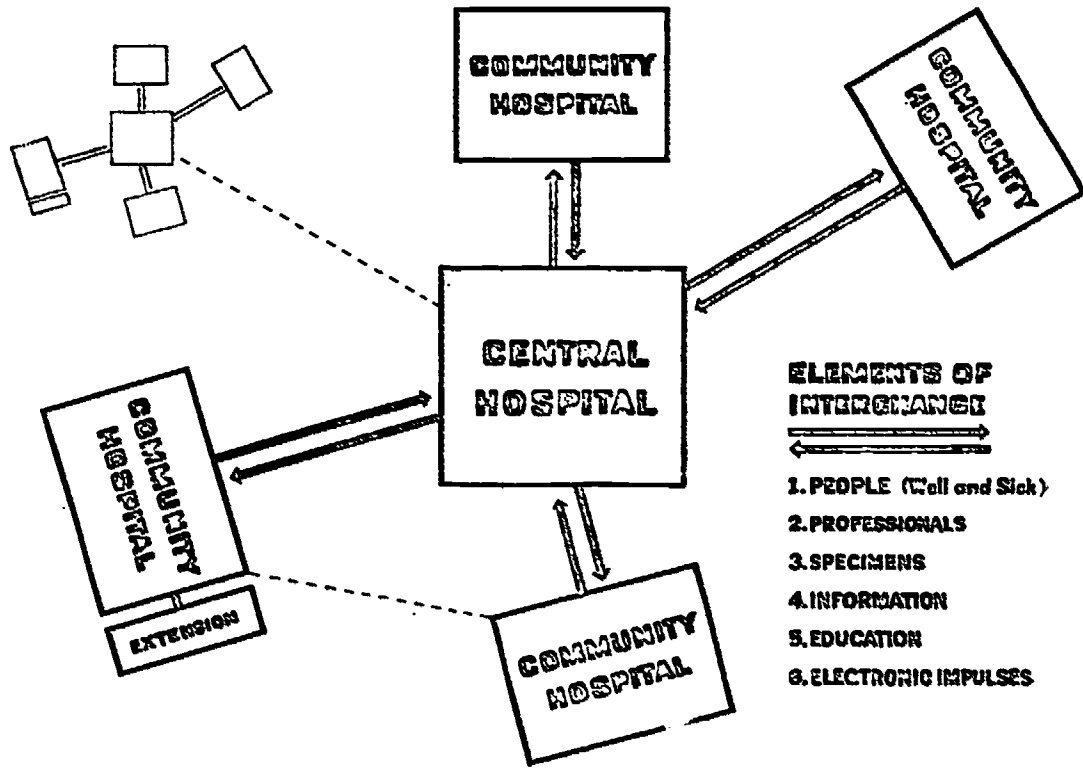 COMMUNITY
HOSPITAL
COMMUNITY
HOSPITAL
CENTRAL
HOSPITAL
COMMUNITY
HOSPITAL
EXTENSION
COMMUNITY
HOSPITAL
ELEMENTS OF
INTERCHANGE
1. PEOPLE (Well and Sick)
2. PROFESSIONALS
3. SPECIMENS
4. INFORMATION
5. EDUCATION
6. ELECTRONIC IMPULSES